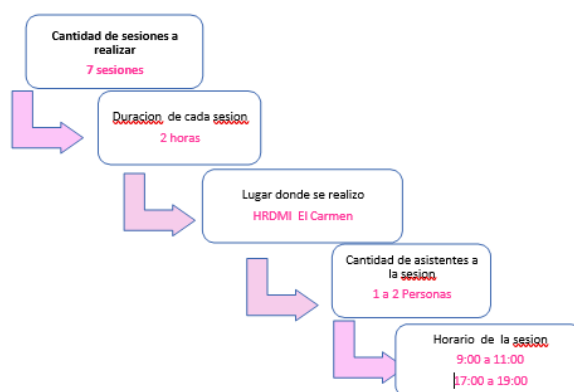 Cantidad de sesiones a
realizar
7 sesiones
Duracion de cada sesion
2 horas
Lugar donde se realizo
HRDMI El Carmen
Cantidad de asistentes a
la sesion
1 a 2 Personas
Horario de la sesion
9:00 a 11:00
17:00 a 19:00